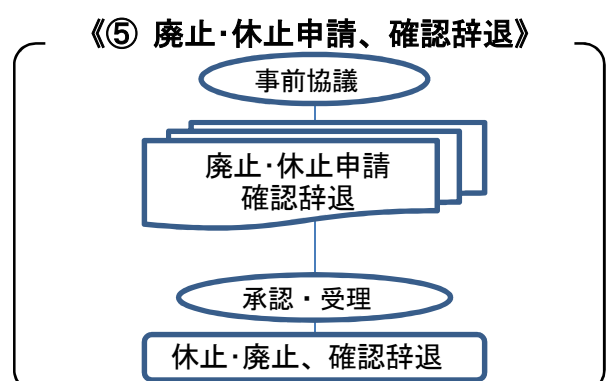 《⑤ 廃止･休止申請、確認辞退》
事前協議
廃止･休止申請
確認辞退
承認・受理
休止･廃止、確認辞退